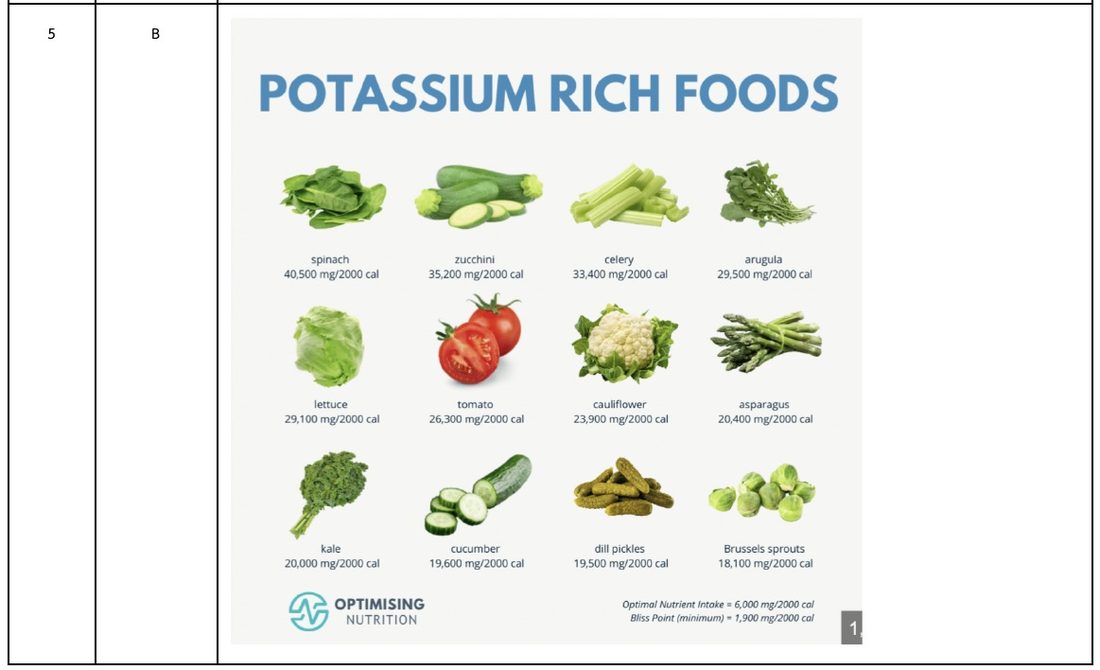 5
B
POTASSIUM RICH FOODS
spinach
40,500 mg/2000 cal
zucchini
35,200 mg/2000 cal
celery
33,400 mg/2000 cal
arugula
29,500 mg/2000 cal
lettuce
29,100 mg/2000 cal
tomato
26,300 mg/2000 cal
cauliflower
23,900 mg/2000 cal
asparagus
20,400 mg/2000 cal
kale
20,000 mg/2000 cal
cucumber
19,600 mg/2000 cal
dill pickles
19,500 mg/2000 cal
Brussels sprouts
18,100 mg/2000 cal
OPTIMISING
NUTRITION
Optimal Nutrient Intake = 6,000 mg/2000 cal
Bliss Point (minimum) = 1,900 mg/2000 cal
1,